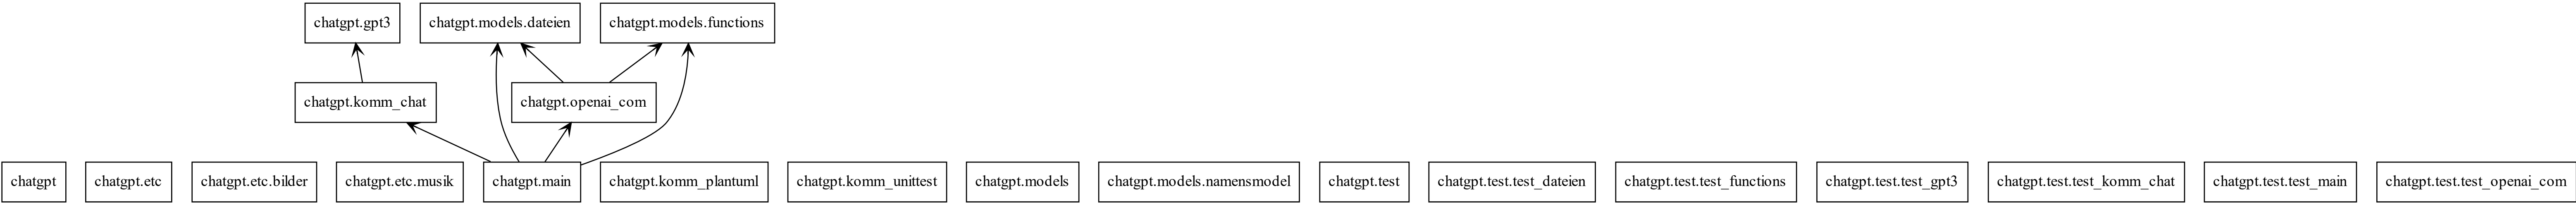 chatgpt.gpt3
chatgpt.models.dateien
chatgpt.models.functions
chatgpt.komm_chat
chatgpt.openai_com
chatgpt
chatgpt.etc
chatgpt.etc.bilder
chatgpt.etc.musik
chatgpt.main
chatgpt.komm_plantuml
chatgpt.komm_unittest
chatgpt.models
chatgpt.models.namensmodel
chatgpt.test
chatgpt.test.test_dateien
chatgpt.test.test_functions
chatgpt.test.test_gpt3
chatgpt.test.test_komm_chat
chatgpt.test.test_main
chatgpt.test.test_openai_com